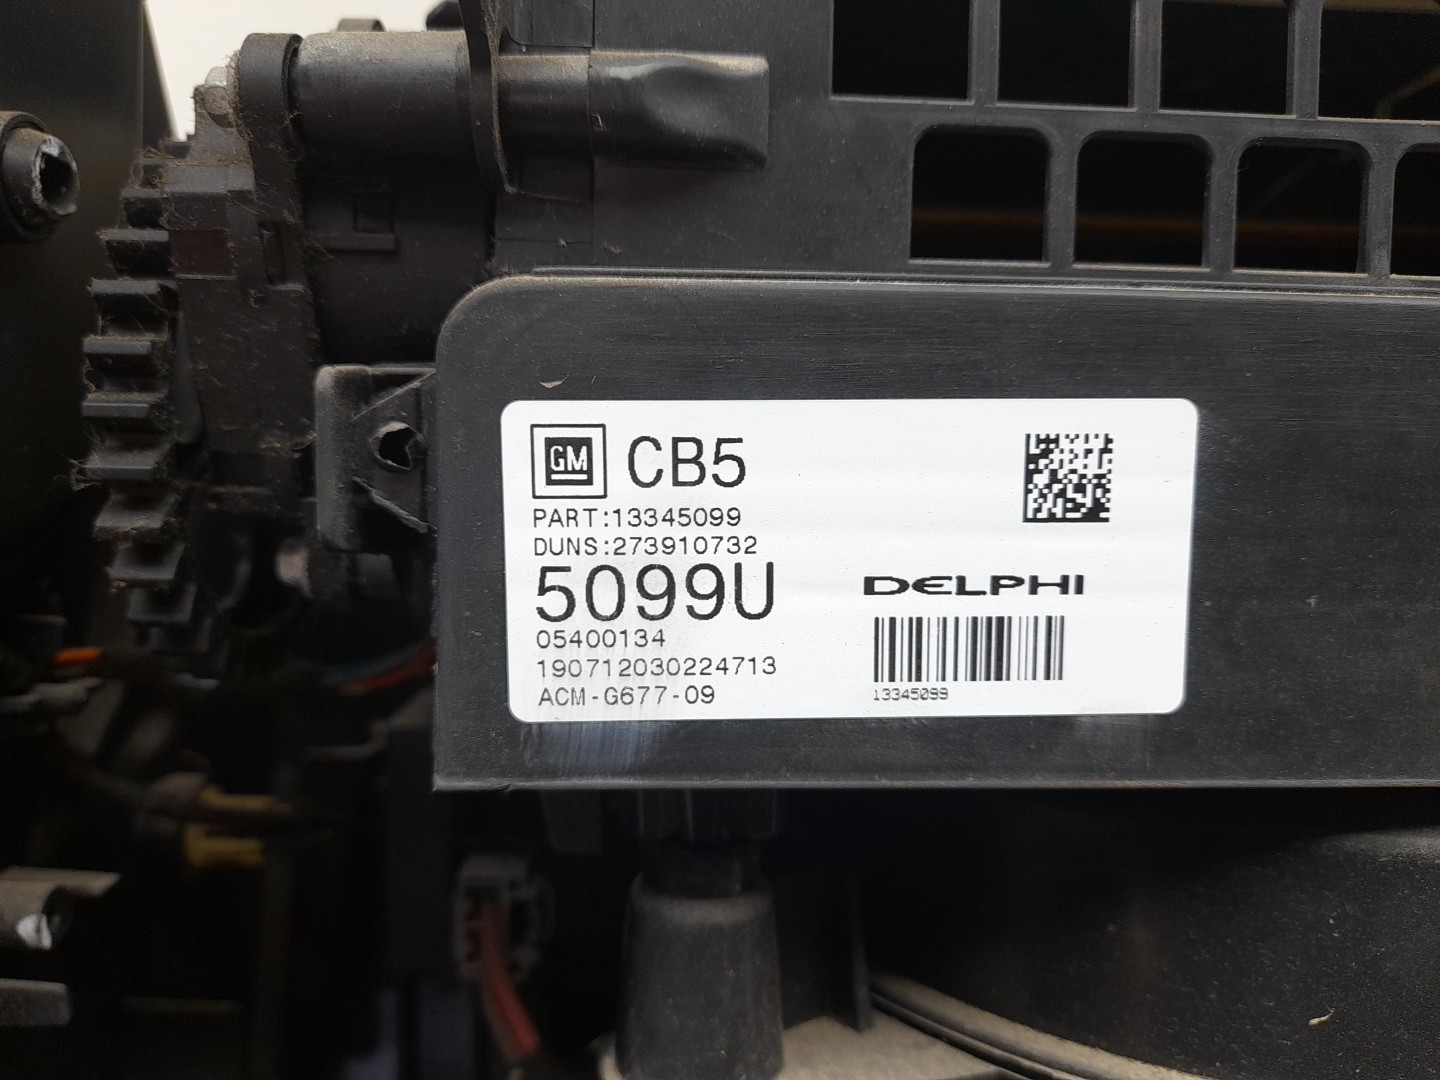 GM CB5
PART:13345099
DUNS:273910732
5099U
DELPHI
05400134
190712030224713
ACM-G677-09
13345099